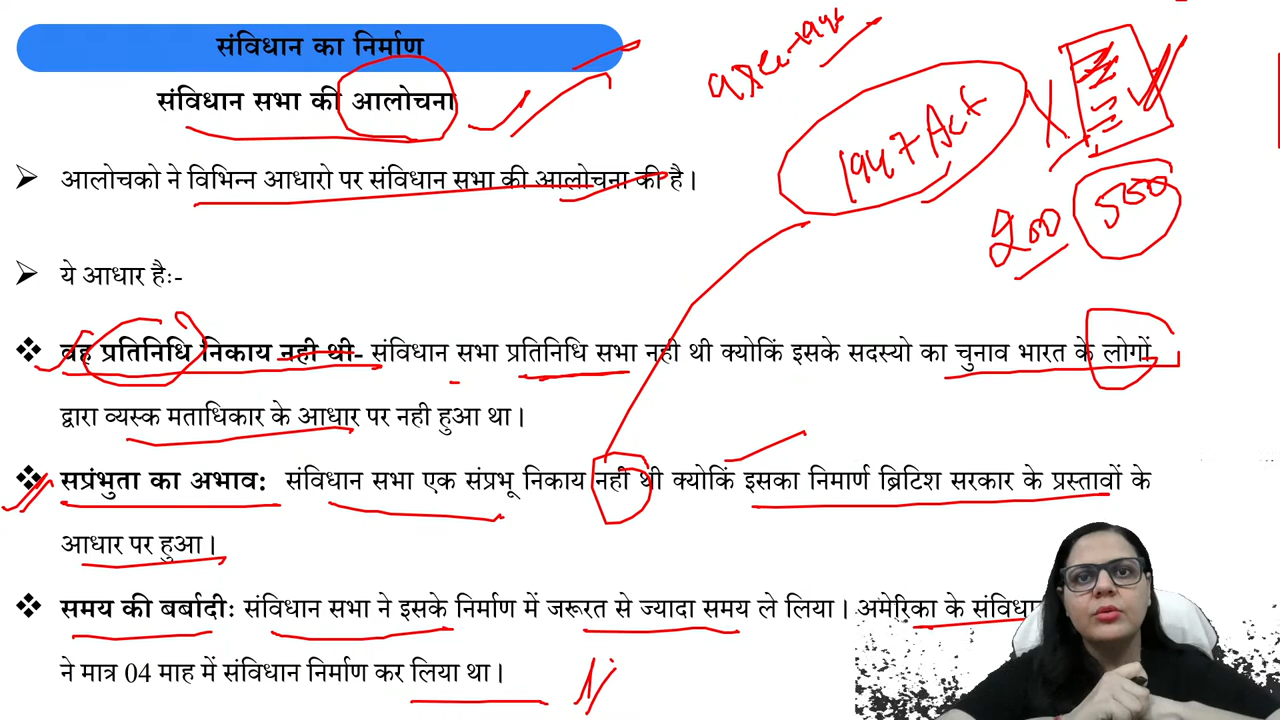 संविधान का निर्माण
संविधान सभा की आलोचना
आलोचको ने विभिन्न आधारो पर संविधान सभा की आलोचना की है।
ये आधार हैः-
वह प्रतिनिधि निकाय नही थी- संविधान सभा प्रतिनिधि सभा नही थी क्योकिं इसके सदस्यो का चुनाव भारत के लोगों
द्वारा व्यस्क मताधिकार के आधार पर नही हुआ था।
सप्रंभुता का अभावः संविधान सभा एक संप्रभू निकाय नही थी क्योकिं इसका निमार्ण ब्रिटिश सरकार के प्रस्तावों के
आधार पर हुआ।
समय की बर्बादीः संविधान सभा ने इसके निर्माण में जरूरत से ज्यादा समय ले लिया। अमेरिका के
ने मात्र 04 माह में संविधान निर्माण कर लिया था।
1947 Act
200 500